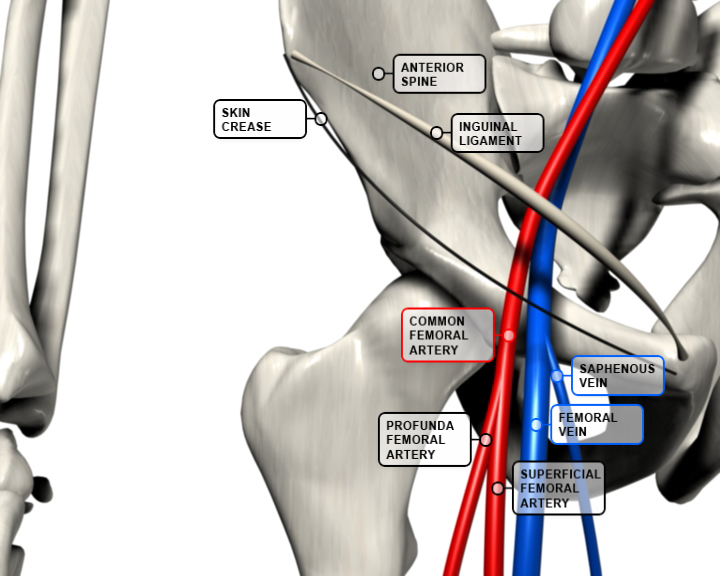 ANTERIOR
SPINE
SKIN
CREASE
INGUINAL
LIGAMENT
COMMON
FEMORAL
ARTERY
SAPHENOUS
VEIN
FEMORAL
VEIN
PROFUNDA
FEMORAL
ARTERY
SUPERFICIAL
FEMORAL
ARTERY